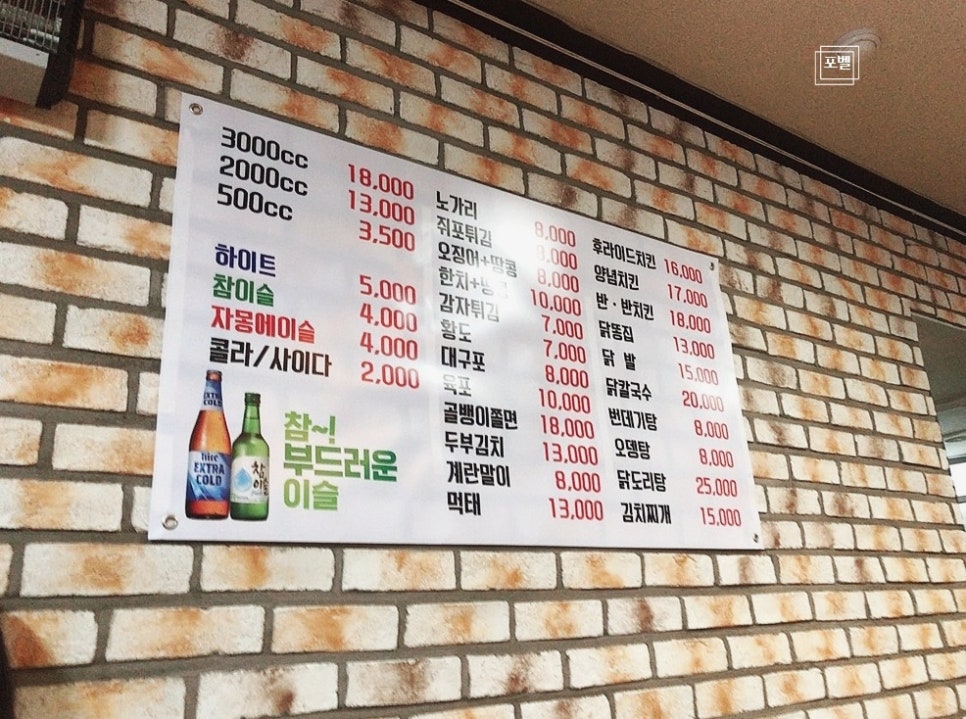 포벨
3000cc 18,000
2000cc 13,000
500cc 3,500
하이트 5,000
참이슬 4,000
자몽에이슬 4,000
콜라/사이다 2,000
hite
EXTRA
COLD
참이슬
참~!
부드러운
이슬
노가리 8,000
쥐포튀김
오징어+땅콩 8,000
한치+땅콩 10,000
감자튀김 7,000
황도 7,000
대구포 8,000
육포 10,000
골뱅이쫄면 18,000
두부김치 13,000
계란말이 8,000
먹태 13,000
후라이드치킨 16,000
양념치킨 17,000
반·반치킨 18,000
닭똥집 13,000
닭 발 15,000
닭칼국수 20,000
번데기탕 8,000
오뎅탕 8,000
닭도리탕 25,000
김치찌개 15,000